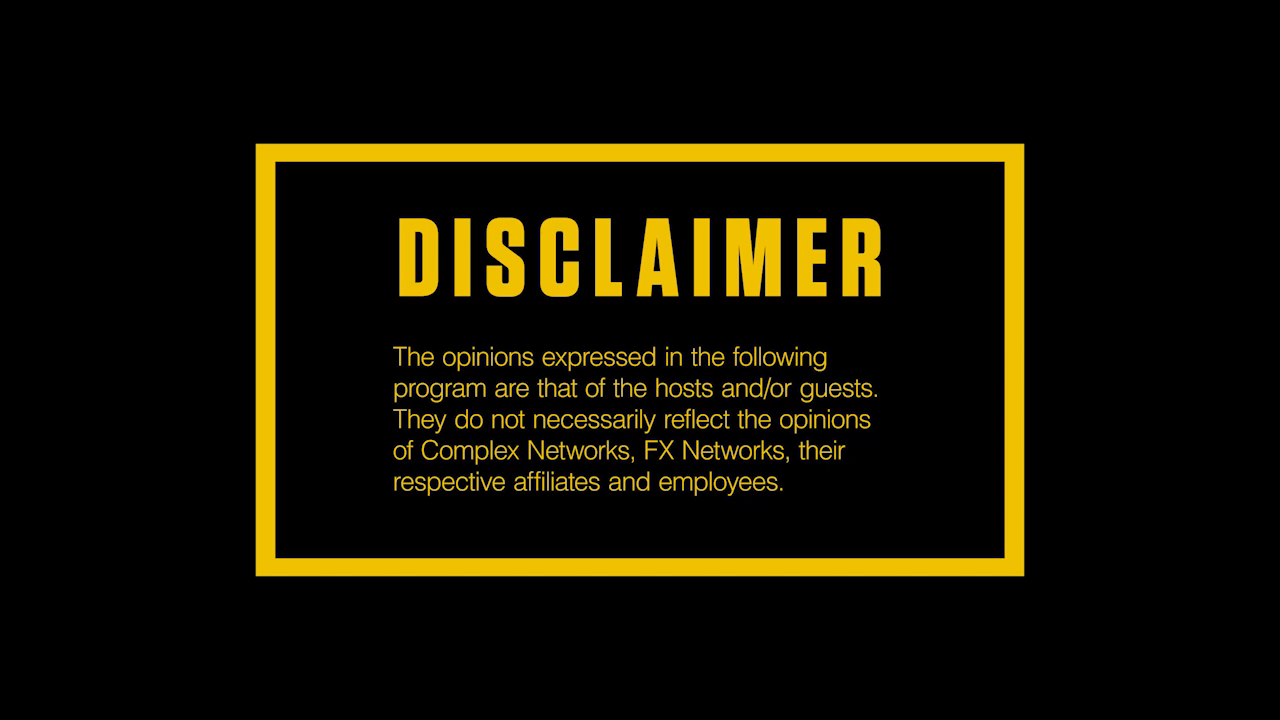 DISCLAIMER
The opinions expressed in the following
program are that of the hosts and/or guests.
They do not necessarily reflect the opinions
of Complex Networks, FX Networks, their
respective affiliates and employees.